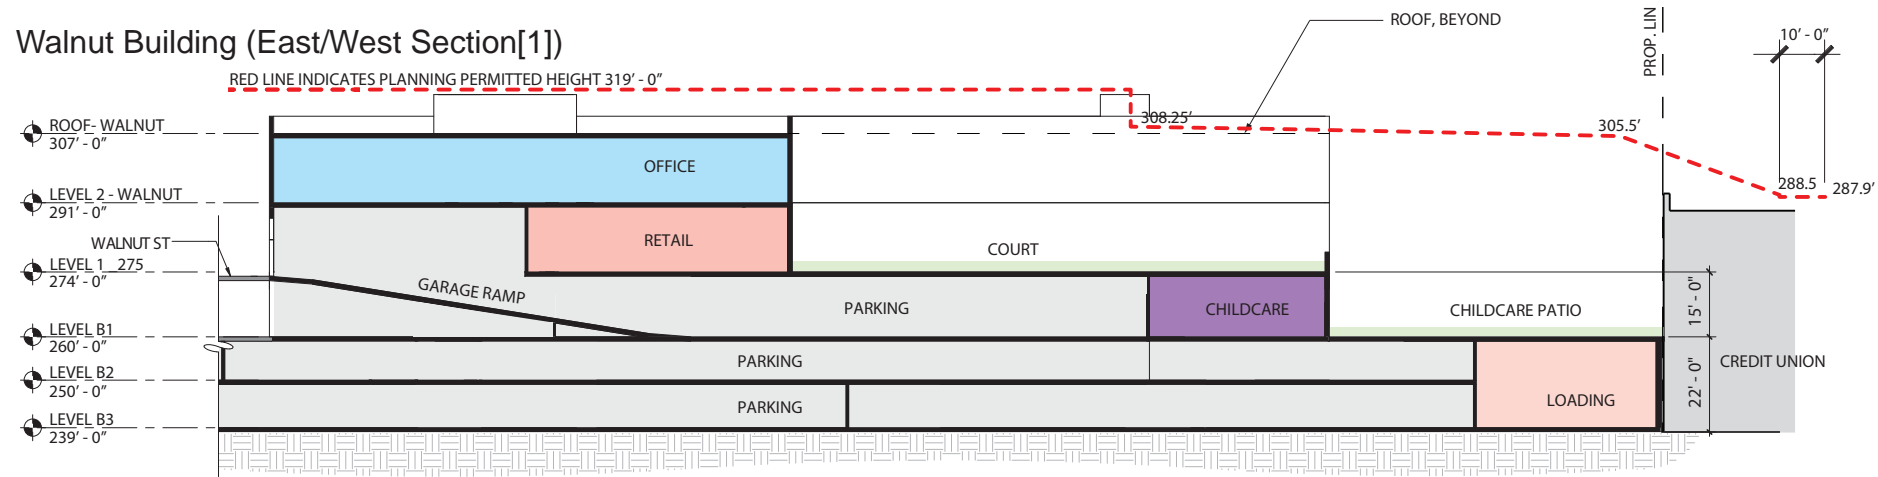 Walnut Building (East/West Section[1])
RED LINE INDICATES PLANNING PERMITTED HEIGHT 319' - 0"
ROOF, BEYOND
PROP. LIN
10' - 0"
ROOF- WALNUT
307' - 0"
308.25'
305.5'
OFFICE
LEVEL 2 - WALNUT
291' - 0"
288.5
287.9'
WALNUT ST
RETAIL
COURT
LEVEL 1_275
274' - 0"
GARAGE RAMP
PARKING
CHILDCARE
CHILDCARE PATIO
15' - 0"
LEVEL B1
260' - 0"
PARKING
CREDIT UNION
LEVEL B2
250' - 0"
22' - 0"
PARKING
LOADING
LEVEL B3
239' - 0"